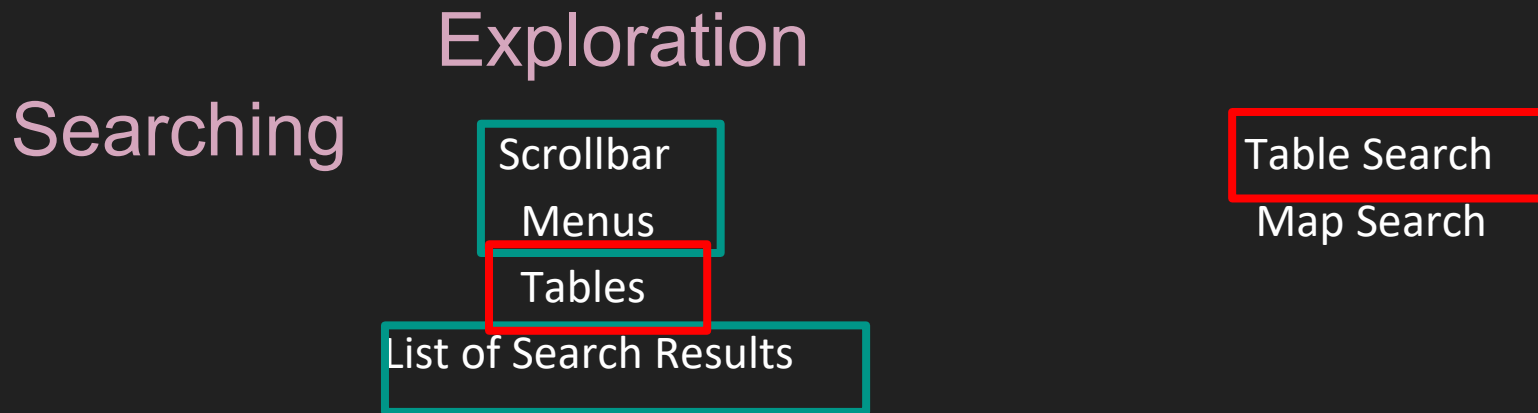 Exploration
Searching
Scrollbar
Menus
Tables
List of Search Results
Table Search
Map Search